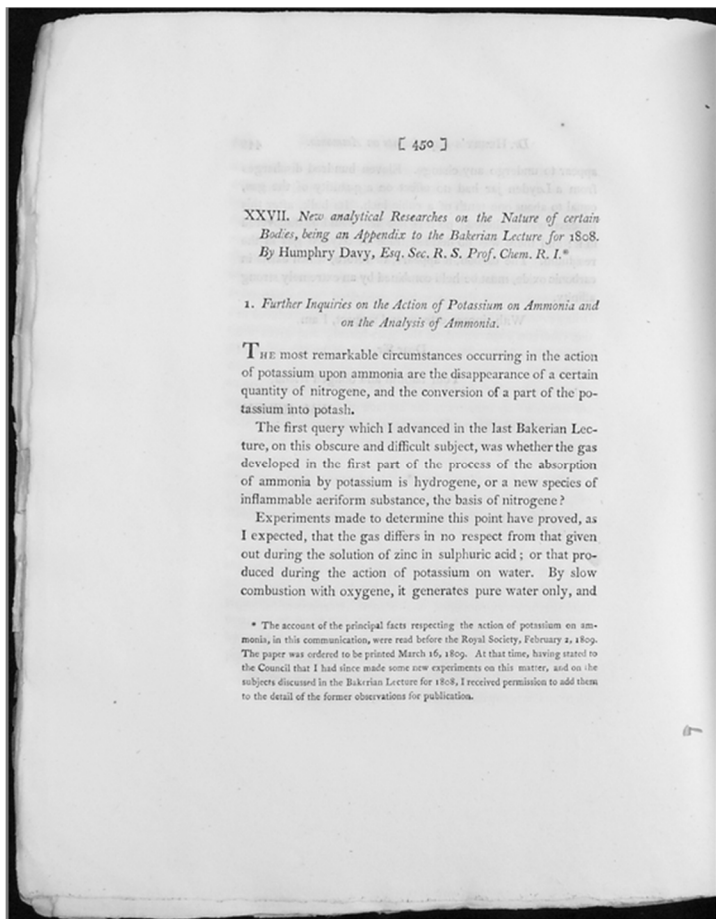 [ 450 ]
XXVII. New analytical Researches on the Nature of certain
Bodies, being an Appendix to the Bakerian Lecture for 1808.
By Humphry Davy, Esq. Sec. R. S. Prof. Chem. R. I.*
1. Further Inquiries on the Action of Potassium on Ammonia and
on the Analysis of Ammonia.
THE most remarkable circumstances occurring in the action
of potassium upon ammonia are the disappearance of a certain
quantity of nitrogene, and the conversion of a part of the po-
tassium into potash.
The first query which I advanced in the last Bakerian Lec-
ture, on this obscure and difficult subject, was whether the gas
developed in the first part of the process of the absorption
of ammonia by potassium is hydrogene, or a new species of
inflammable aeriform substance, the basis of nitrogene?
Experiments made to determine this point have proved, as
I expected, that the gas differs in no respect from that given
out during the solution of zinc in sulphuric acid; or that pro-
duced during the action of potassium on water. By slow
combustion with oxygene, it generates pure water only, and
* The account of the principal facts respecting the action of potassium on am-
monia, in this communication, were read before the Royal Society, February 2, 1809.
The paper was ordered to be printed March 16, 1809. At that time, having stated to
the Council that I had since made some new experiments on this matter, and on the
subjects discussed in the Bakerian Lecture for 1808, I received permission to add them
to the detail of the former observations for publication.